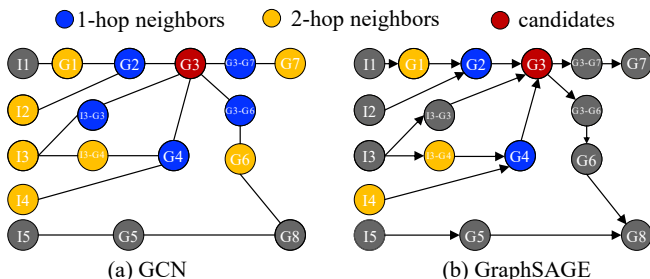 1-hop neighbors 2-hop neighbors candidates
I1 G1 G2 G3 G3-G7 G7 I1 G1 G2 G3 G3-G7 G7
I2 I3-G3 G3-G6 I2 I3-G3 G3-G6
I3 I3-G4 G4 G6 I3 I3-G4 G4 G6
I4 I4
I5 G5 G8 I5 G5 G8
(a) GCN (b) GraphSAGE